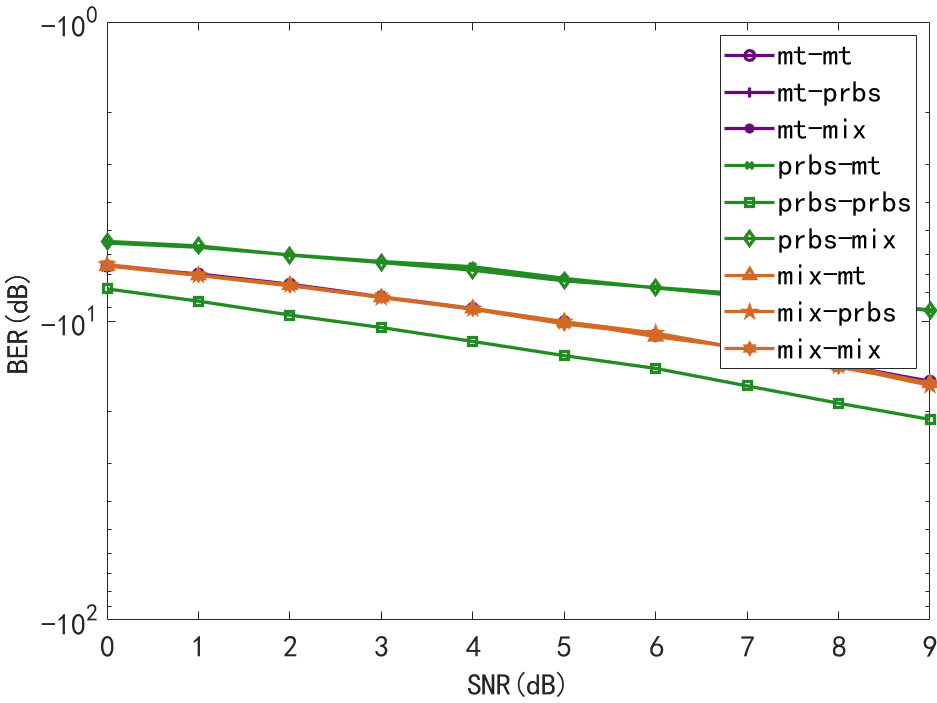 -10^0
-10^1
-10^2
BER(dB)
0 1 2 3 4 5 6 7 8 9
SNR(dB)
mt-mt
mt-prbs
mt-mix
prbs-mt
prbs-prbs
prbs-mix
mix-mt
mix-prbs
mix-mix